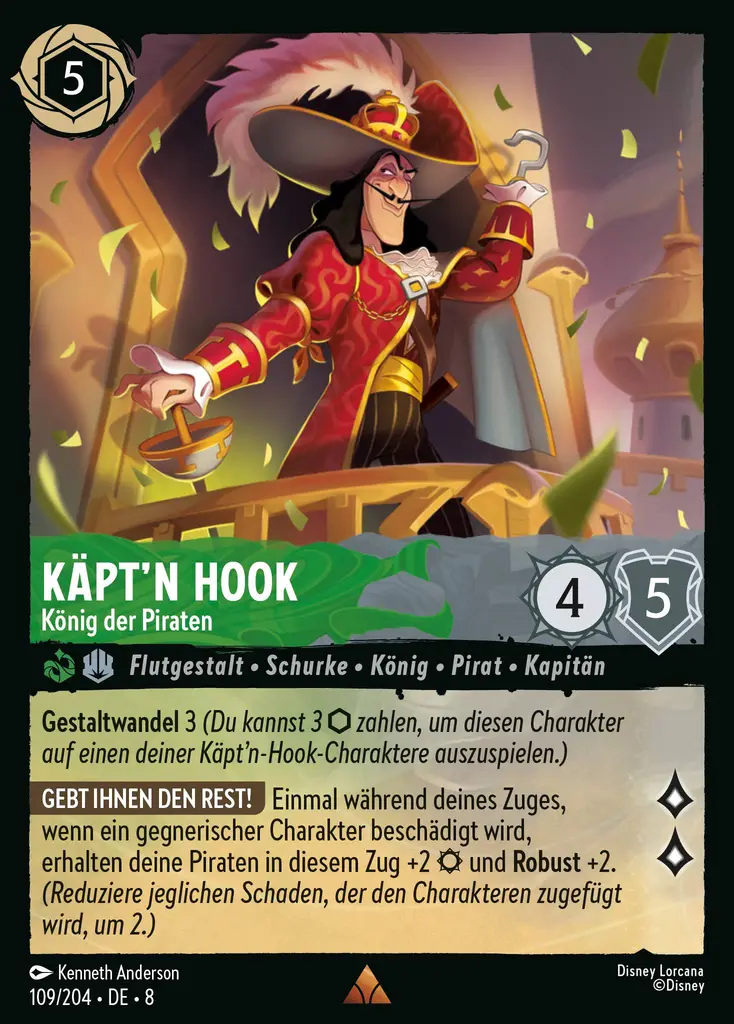 5
KÄPT’N HOOK
König der Piraten
4
5
Flutgestalt • Schurke • König • Pirat • Kapitän
Gestaltwandel 3 (Du kannst 3 ⬡ zahlen, um diesen Charakter
auf einen deiner Käpt’n-Hook-Charaktere auszuspielen.)
GEBT IHNEN DEN REST! Einmal während deines Zuges,
wenn ein gegnerischer Charakter beschädigt wird,
erhalten deine Piraten in diesem Zug +2 und Robust +2.
(Reduziere jeglichen Schaden, der den Charakteren zugefügt
wird, um 2.)
Kenneth Anderson
109/204 • DE • 8
Disney Lorcana
©Disney